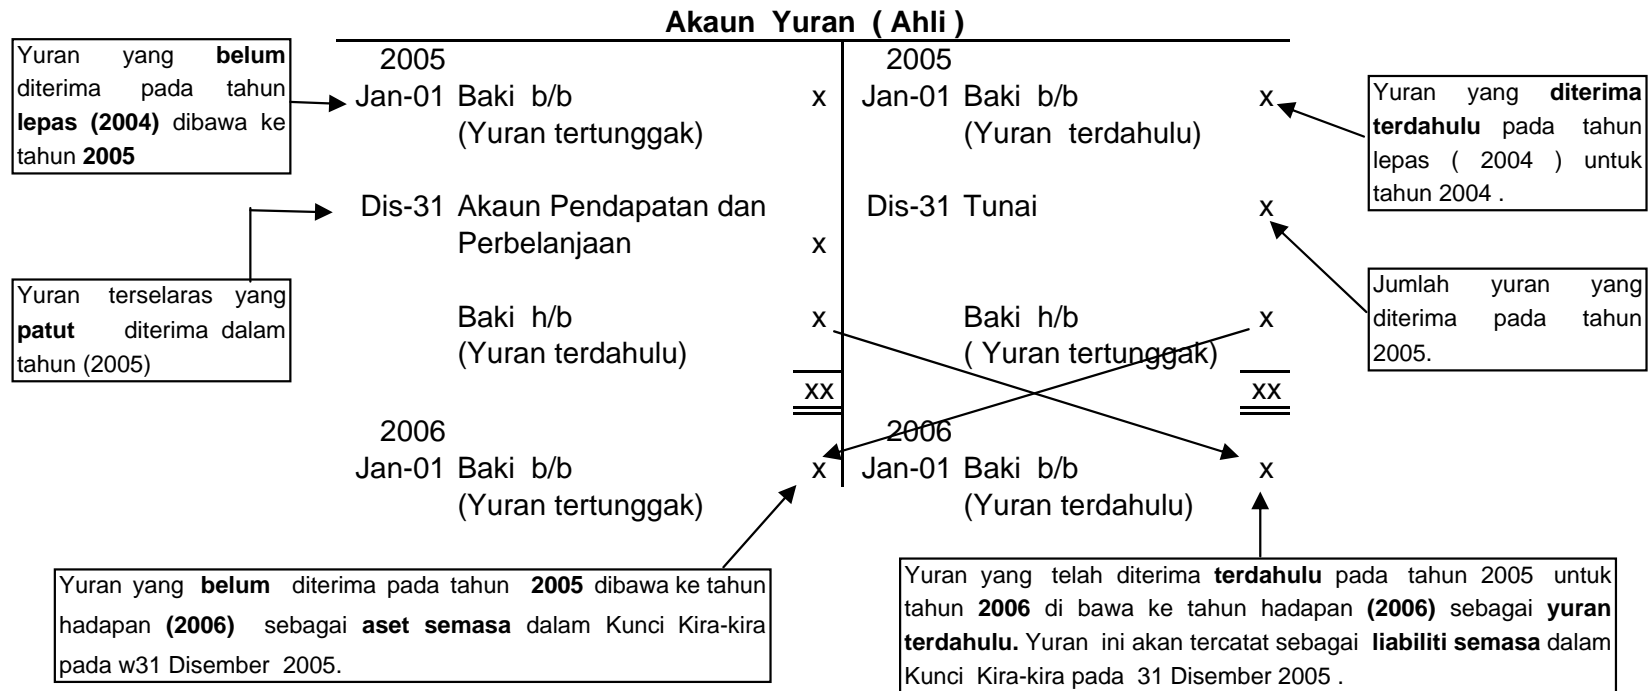 Akaun Yuran ( Ahli )
Yuran yang belum
diterima pada tahun
lepas (2004) dibawa ke
tahun 2005
2005
Jan-01 Baki b/b x
(Yuran tertunggak)
Dis-31 Akaun Pendapatan dan
Perbelanjaan x
Baki h/b x
(Yuran terdahulu)
xx
2006
Jan-01 Baki b/b x
(Yuran tertunggak)
2005
Jan-01 Baki b/b x
(Yuran terdahulu)
Dis-31 Tunai x
Baki h/b x
( Yuran tertunggak)
xx
2006
Jan-01 Baki b/b x
(Yuran terdahulu)
Yuran yang diterima
terdahulu pada tahun
lepas ( 2004 ) untuk
tahun 2004 .
Yuran terselaras yang
patut diterima dalam
tahun (2005)
Jumlah yuran yang
diterima pada tahun
2005.
Yuran yang belum diterima pada tahun 2005 dibawa ke tahun
hadapan (2006) sebagai aset semasa dalam Kunci Kira-kira
pada w31 Disember 2005.
Yuran yang telah diterima terdahulu pada tahun 2005 untuk
tahun 2006 di bawa ke tahun hadapan (2006) sebagai yuran
terdahulu. Yuran ini akan tercatat sebagai liabiliti semasa dalam
Kunci Kira-kira pada 31 Disember 2005 .